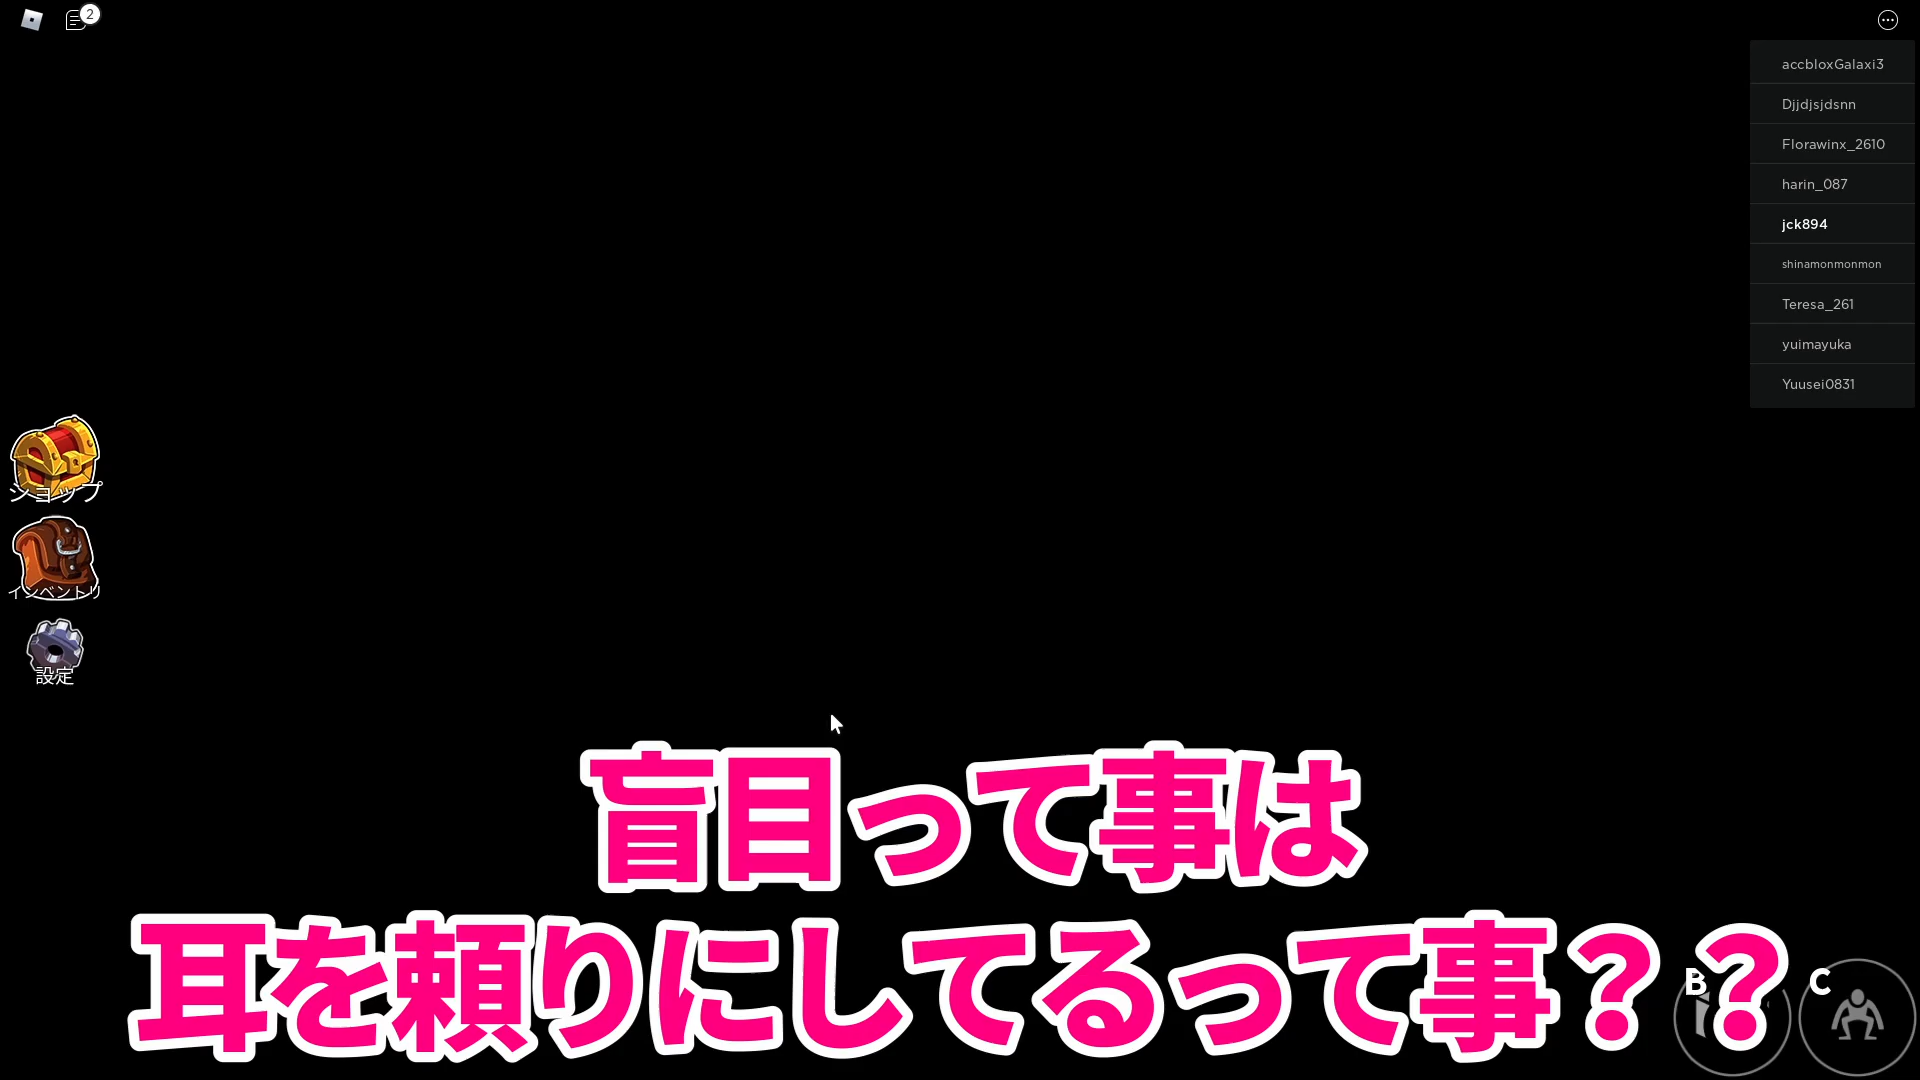 2
accbloxGalaxi3
Djjdjsjdsnn
Florawinx_2610
harin_087
jck894
shinamonmonmon
Teresa_261
yuimayuka
Yuusei0831
ショップ
インベントリ
設定
盲目って事は
耳を頼りにしてるって事？？
B
C